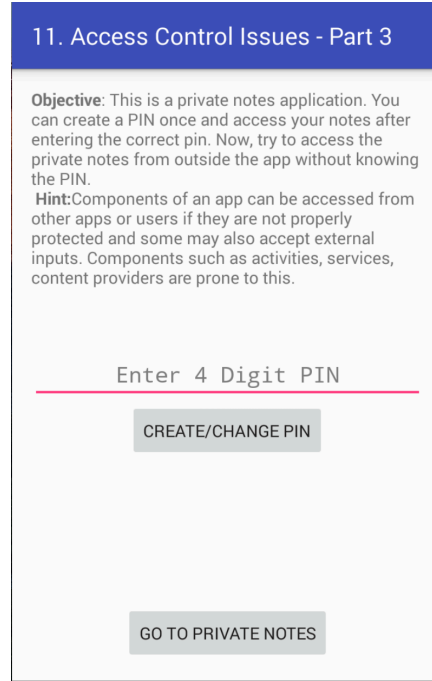 11. Access Control Issues - Part 3
Objective: This is a private notes application. You
can create a PIN once and access your notes after
entering the correct pin. Now, try to access the
private notes from outside the app without knowing
the PIN.
Hint:Components of an app can be accessed from
other apps or users if they are not properly
protected and some may also accept external
inputs. Components such as activities, services,
content providers are prone to this.
Enter 4 Digit PIN
CREATE/CHANGE PIN
GO TO PRIVATE NOTES